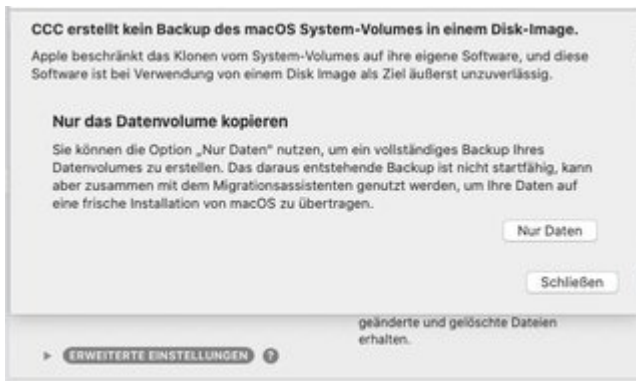 CCC erstellt kein Backup des macOS System-Volumes in einem Disk-Image.
Apple beschränkt das Klonen vom System-Volumes auf ihre eigene Software, und diese
Software ist bei Verwendung von einem Disk Image als Ziel äußerst unzuverlässig.
Nur das Datenvolume kopieren
Sie können die Option „Nur Daten" nutzen, um ein vollständiges Backup Ihres
Datenvolumes zu erstellen. Das daraus entstehende Backup ist nicht startfähig, kann
aber zusammen mit dem Migrationsassistenten genutzt werden, um Ihre Daten auf
eine frische Installation von macOS zu übertragen.
Nur Daten
Schließen
geänderte und gelöschte Dateien
erhalten.
ERWEITERTE EINSTELLUNGEN ?